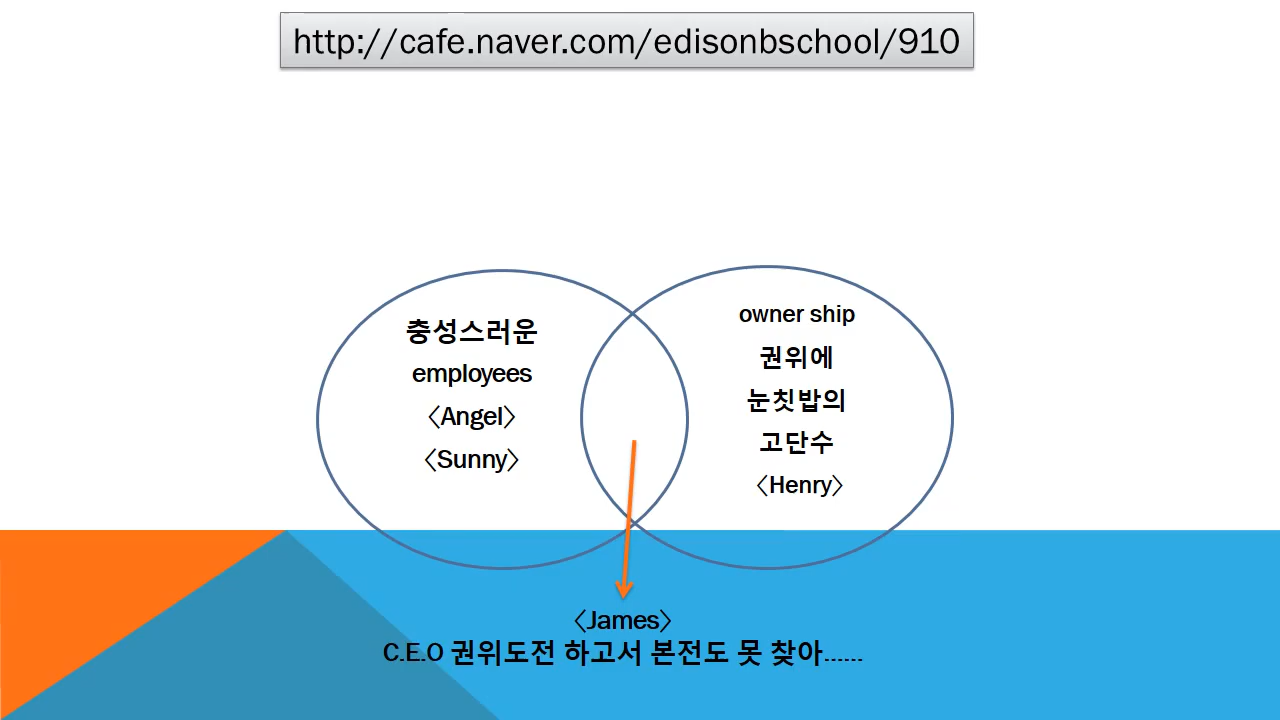 http://cafe.naver.com/edisonbschool/910
충성스러운
employees
〈Angel〉
〈Sunny〉
owner ship
권위에
눈칫밥의
고단수
〈Henry〉
〈James〉
C.E.O 권위도전 하고서 본전도 못 찾아......